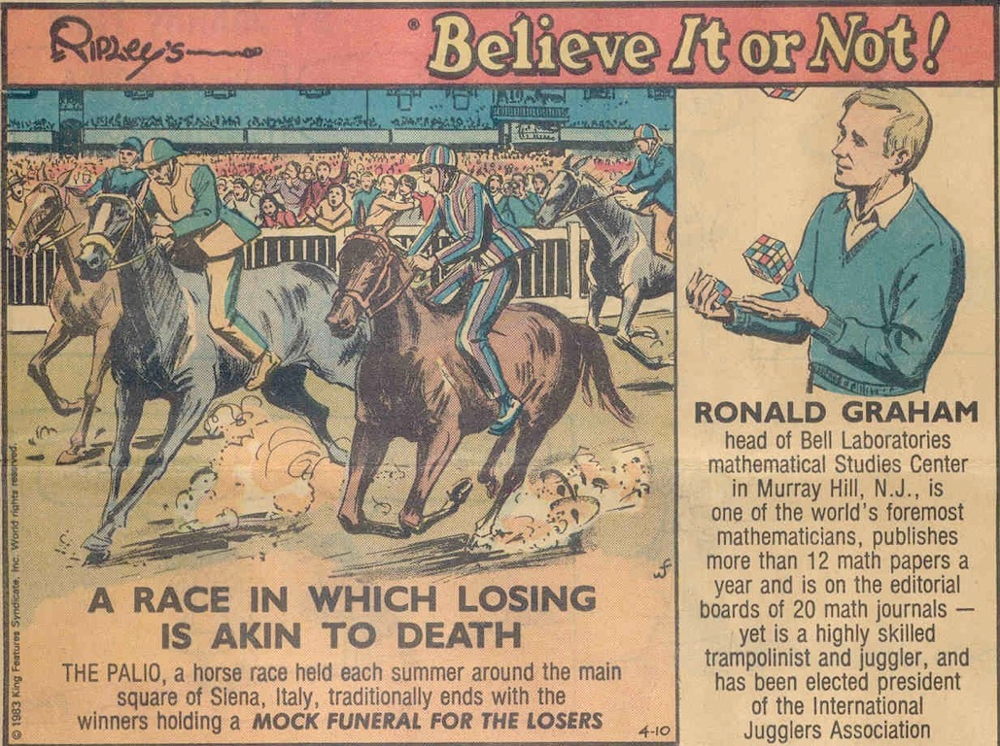 RIPLEY'S
® Believe It or Not!
A RACE IN WHICH LOSING
IS AKIN TO DEATH
THE PALIO, a horse race held each summer around the main
square of Siena, Italy, traditionally ends with the
winners holding a MOCK FUNERAL FOR THE LOSERS
4-10
© 1983 King Features Syndicate, Inc. World rights reserved.
RONALD GRAHAM
head of Bell Laboratories
mathematical Studies Center
in Murray Hill, N.J., is
one of the world's foremost
mathematicians, publishes
more than 12 math papers a
year and is on the editorial
boards of 20 math journals —
yet is a highly skilled
trampolinist and juggler, and
has been elected president
of the International
Jugglers Association